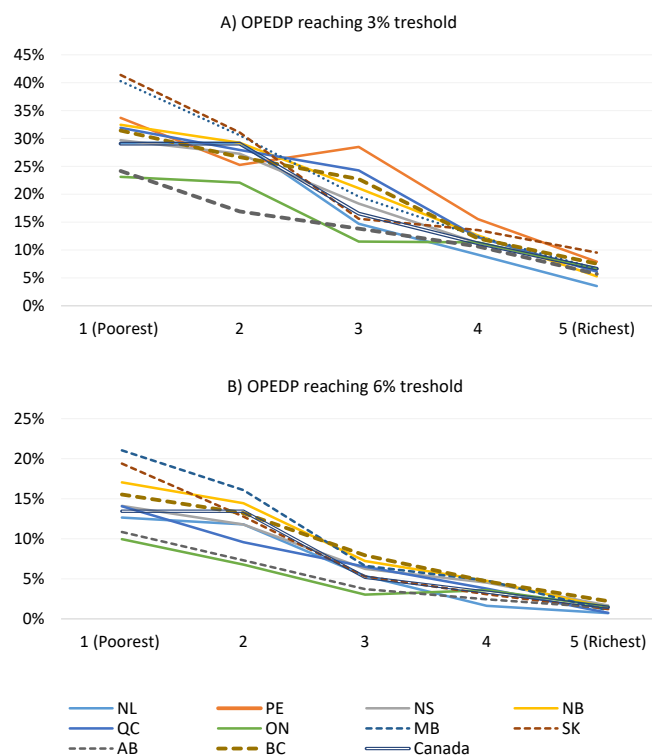 A) OPEDP reaching 3% treshold
45%
40%
35%
30%
25%
20%
15%
10%
5%
0%
1 (Poorest) 2 3 4 5 (Richest)
B) OPEDP reaching 6% treshold
25%
20%
15%
10%
5%
0%
1 (Poorest) 2 3 4 5 (Richest)
NL PE NS NB
QC ON MB SK
AB BC Canada